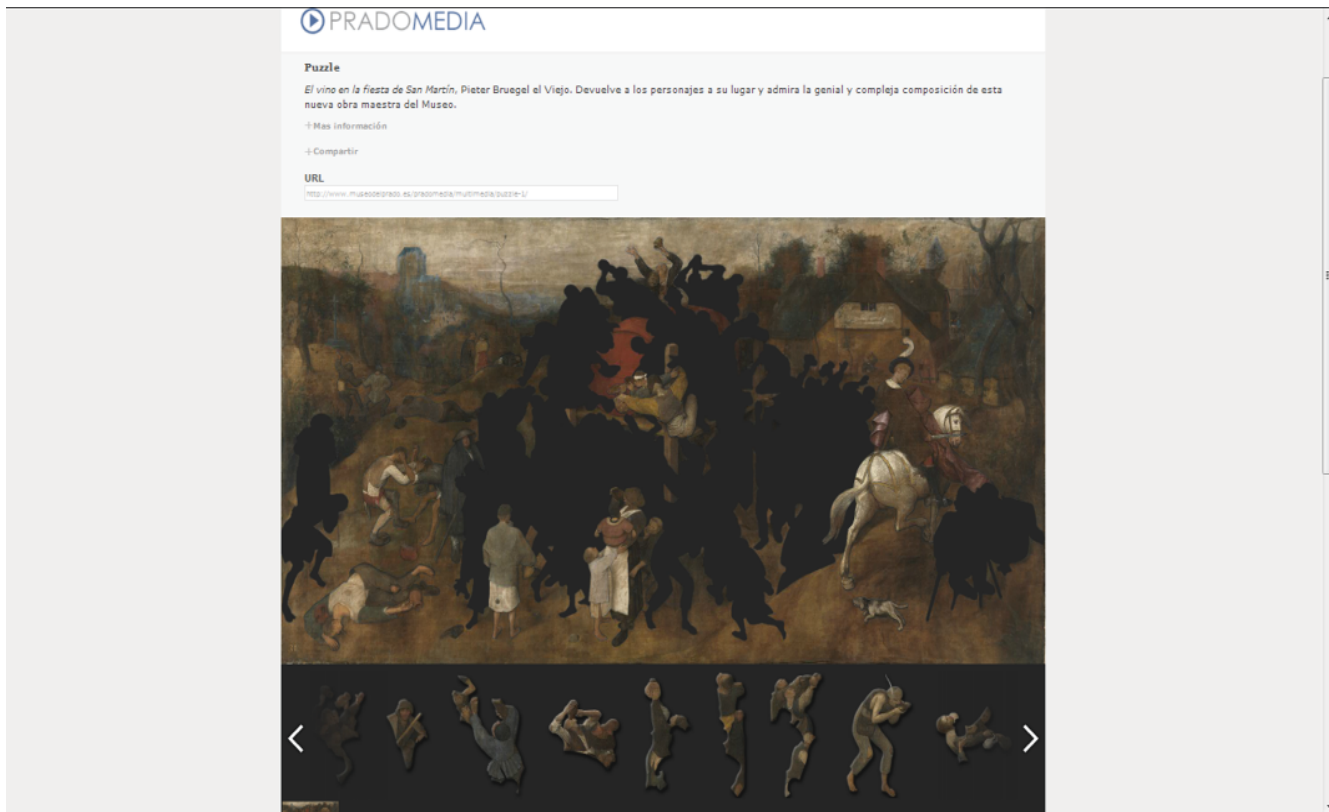 PRADOMEDIA
Puzzle
El vino en la fiesta de San Martín, Pieter Bruegel el Viejo. Devuelve a los personajes a su lugar y admira la genial y compleja composición de esta
nueva obra maestra del Museo.
+Mas información
+Compartir
URL
http://www.museodelprado.es/pradomedia/multimedia/puzzle-1/